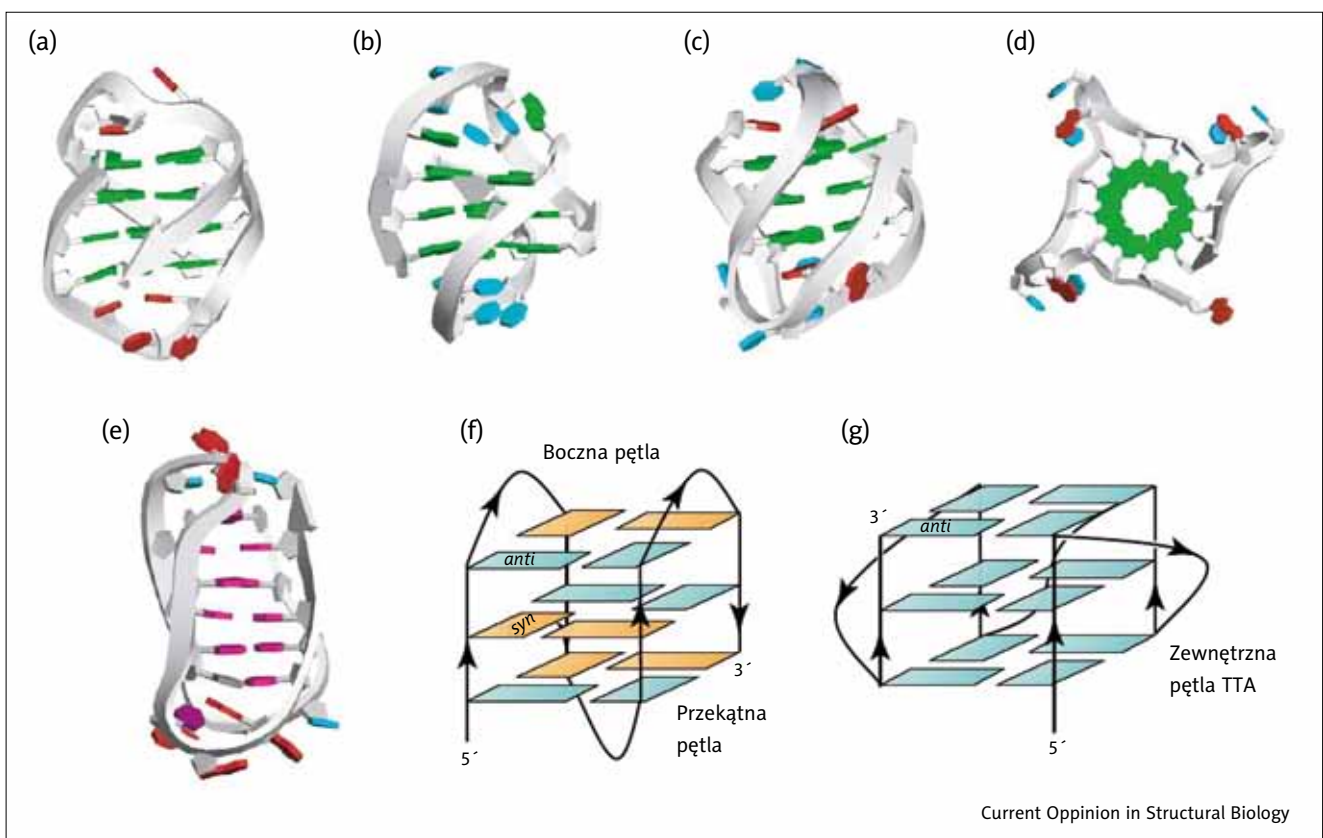 (a)
(b)
(c)
(d)
(e)
(f)
(g)
Boczna pętla
anti
syn
3´
5´
Przekątna
pętla
3´
anti
5´
Zewnętrzna
pętla TTA
Current Oppinion in Structural Biology